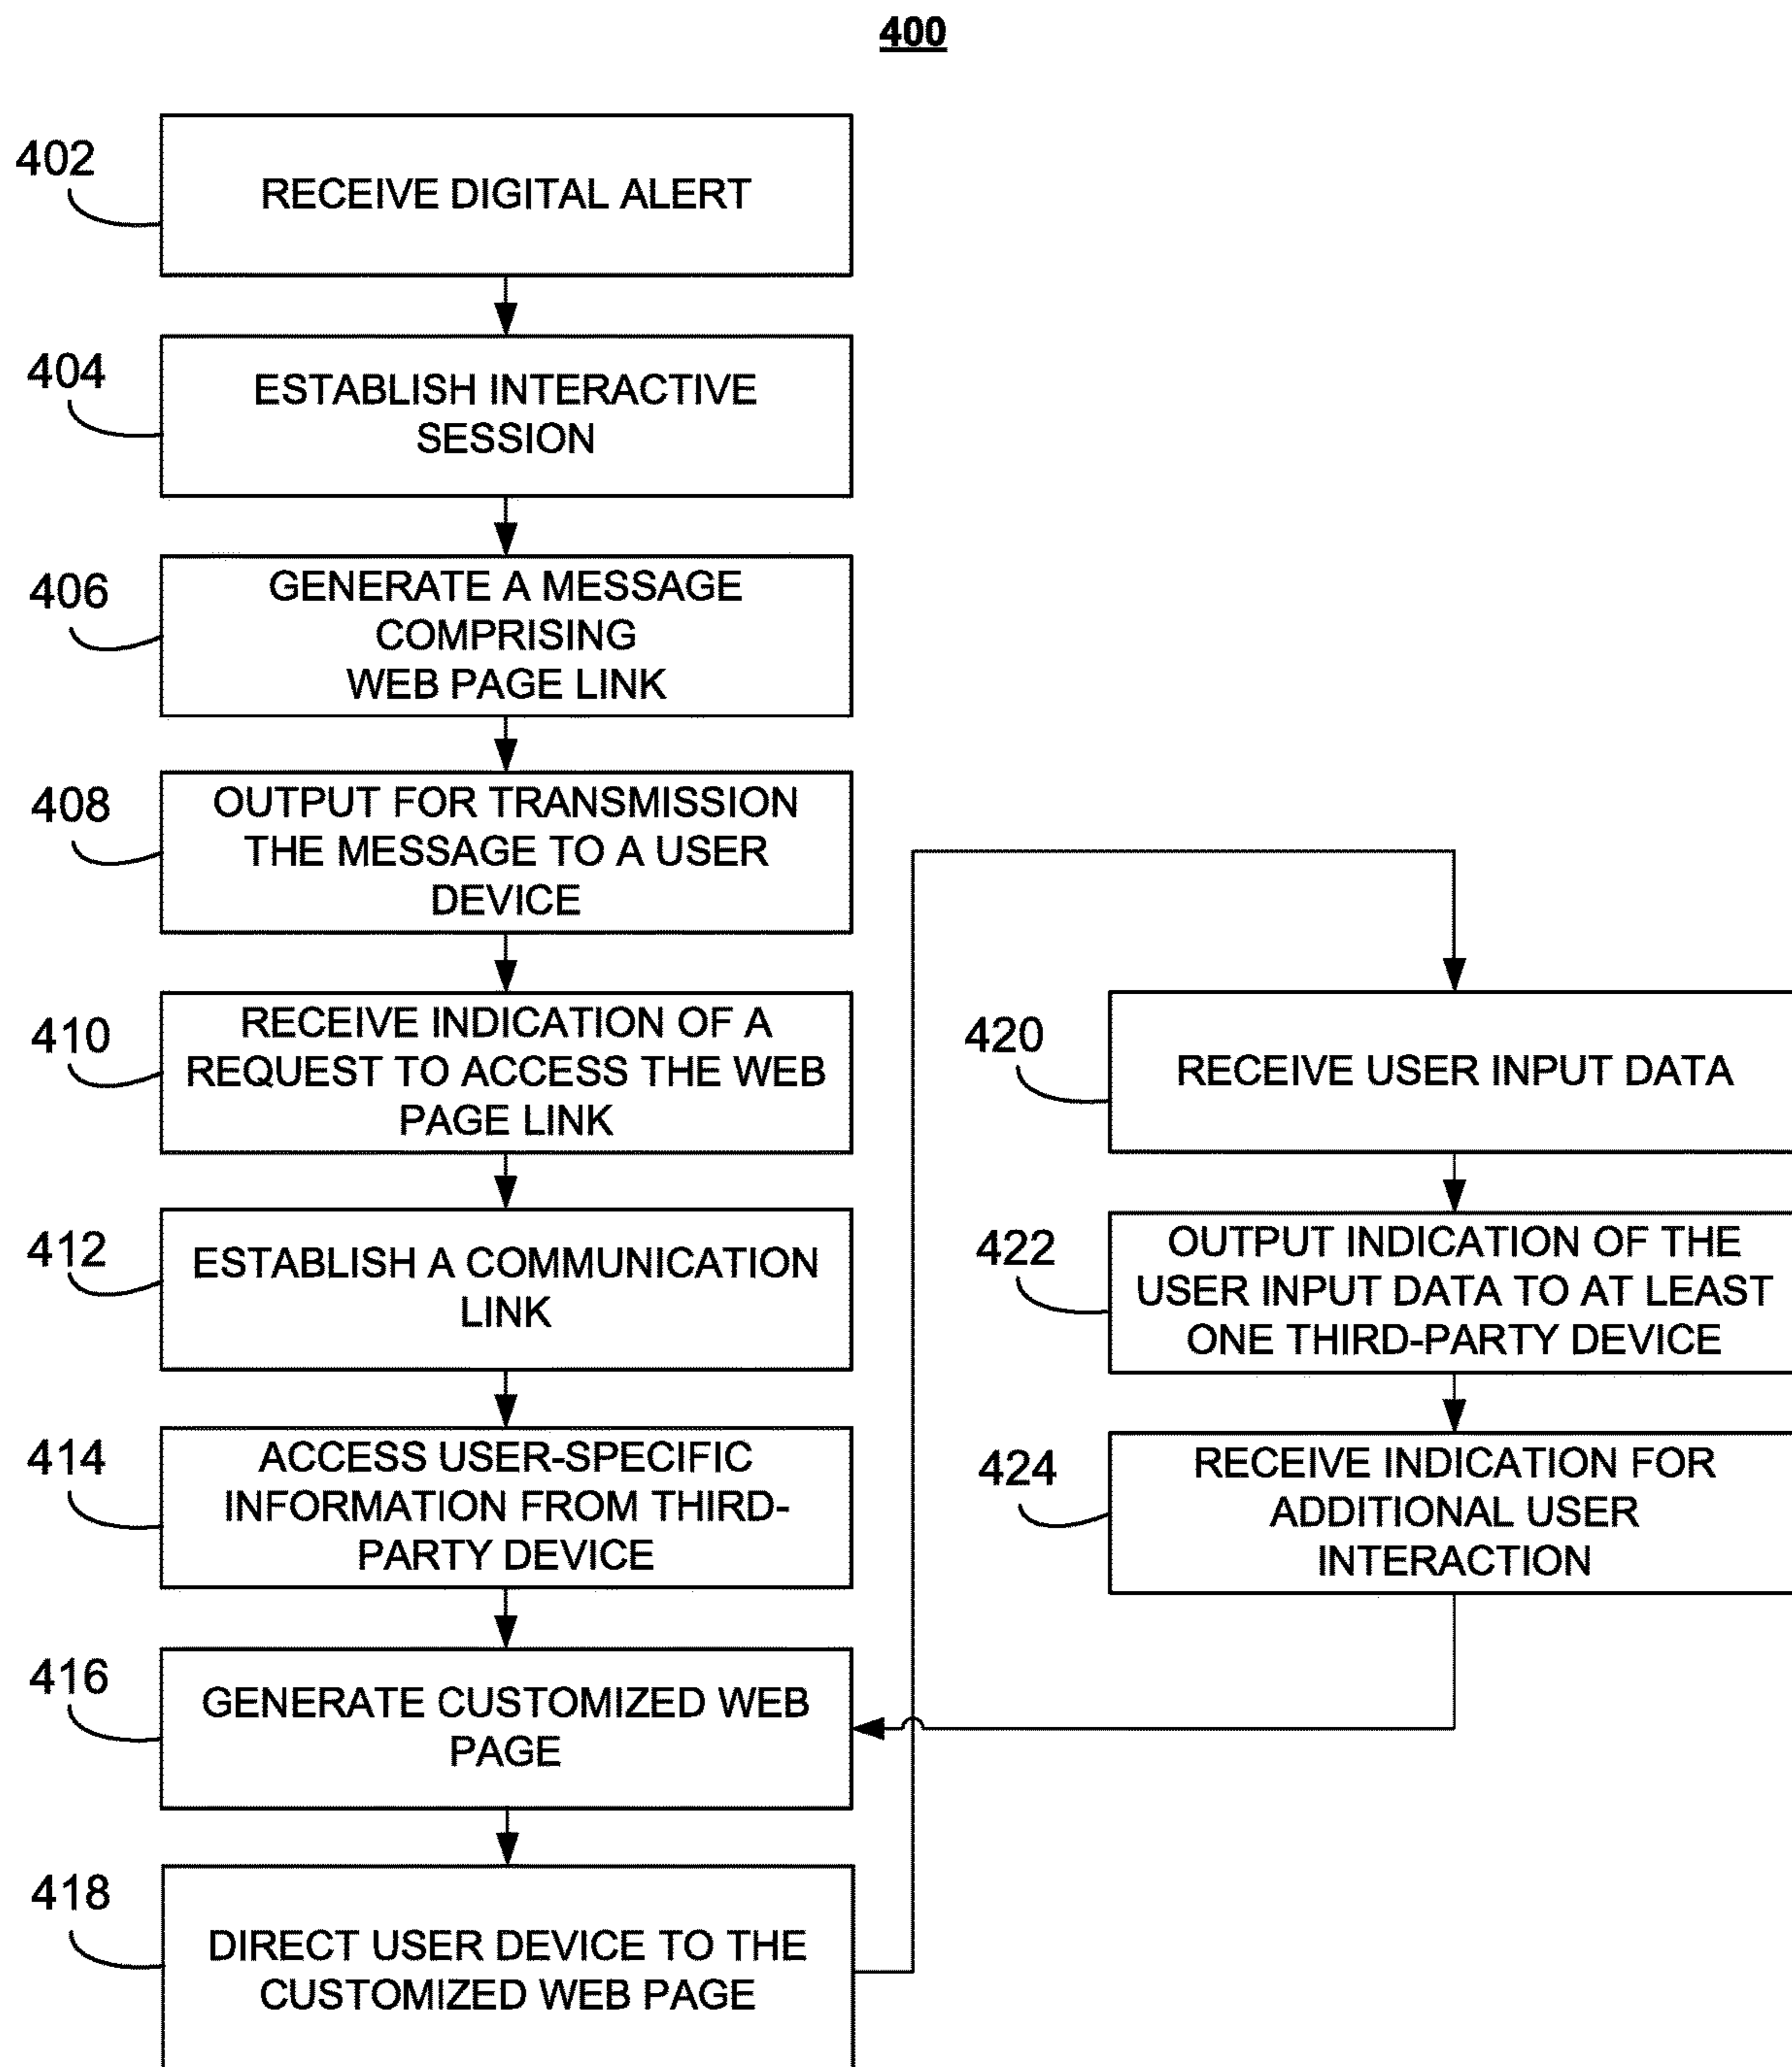 400
402
RECEIVE DIGITAL ALERT
404
ESTABLISH INTERACTIVE
SESSION
406
GENERATE A MESSAGE
COMPRISING
WEB PAGE LINK
408
OUTPUT FOR TRANSMISSION
THE MESSAGE TO A USER
DEVICE
410
RECEIVE INDICATION OF A
REQUEST TO ACCESS THE WEB
PAGE LINK
412
ESTABLISH A COMMUNICATION
LINK
414
ACCESS USER-SPECIFIC
INFORMATION FROM THIRD-
PARTY DEVICE
416
GENERATE CUSTOMIZED WEB
PAGE
418
DIRECT USER DEVICE TO THE
CUSTOMIZED WEB PAGE
420
RECEIVE USER INPUT DATA
422
OUTPUT INDICATION OF THE
USER INPUT DATA TO AT LEAST
ONE THIRD-PARTY DEVICE
424
RECEIVE INDICATION FOR
ADDITIONAL USER
INTERACTION